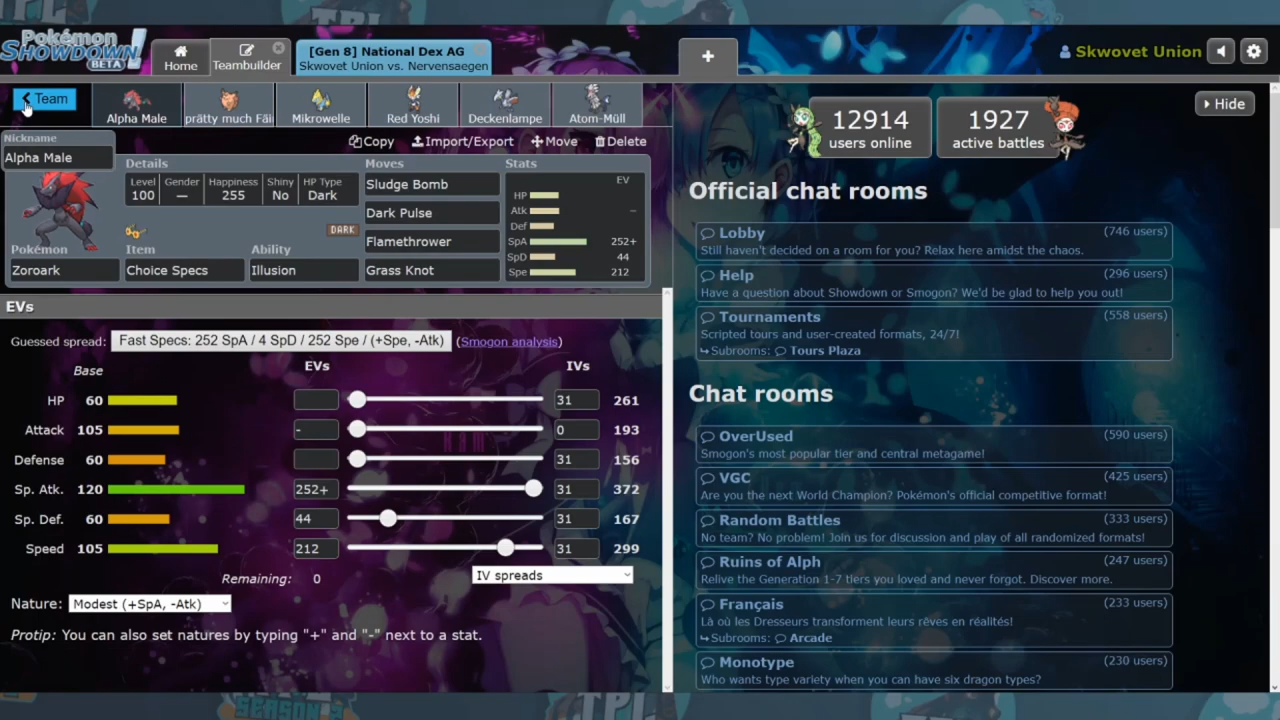 TPL
Pokémon
SHOWDOWN!
BETA
Home
Teambuilder
[Gen 8] National Dex AG
Skwovet Union vs. Nervensaegen
+
Skwovet Union
Team
Alpha Male
prätty much Fäi
Mikrowelle
Red Yoshi
Deckenlampe
Atom-Müll
Copy
Import/Export
Move
Delete
Nickname
Alpha Male
Details
Level
100
Gender
—
Happiness
255
Shiny
No
HP Type
Dark
DARK
Pokémon
Zoroark
Item
Choice Specs
Ability
Illusion
Moves
Sludge Bomb
Dark Pulse
Flamethrower
Grass Knot
Stats
EV
HP
Atk –
Def
SpA 252+
SpD 44
Spe 212
EVs
Guessed spread: Fast Specs: 252 SpA / 4 SpD / 252 Spe / (+Spe, -Atk) (Smogon analysis)
Base EVs IVs
HP 60 31 261
Attack 105 - 0 193
Defense 60 31 156
Sp. Atk. 120 252+ 31 372
Sp. Def. 60 44 31 167
Speed 105 212 31 299
Remaining: 0
IV spreads
Nature: Modest (+SpA, -Atk)
Protip: You can also set natures by typing "+" and "-" next to a stat.
12914
users online
1927
active battles
Hide
Official chat rooms
Lobby (746 users)
Still haven't decided on a room for you? Relax here amidst the chaos.
Help (296 users)
Have a question about Showdown or Smogon? We'd be glad to help you out!
Tournaments (558 users)
Scripted tours and user-created formats, 24/7!
Subrooms: Tours Plaza
Chat rooms
OverUsed (590 users)
Smogon's most popular tier and central metagame!
VGC (425 users)
Are you the next World Champion? Pokémon's official competitive format!
Random Battles (333 users)
No team? No problem! Join us for discussion and play of all randomized formats!
Ruins of Alph (247 users)
Relive the Generation 1-7 tiers you loved and never forgot. Discover more.
Français (233 users)
Là où les Dresseurs transforment leurs rêves en réalités!
Subrooms: Arcade
Monotype (230 users)
Who wants type variety when you can have six dragon types?
SEASON
TPL